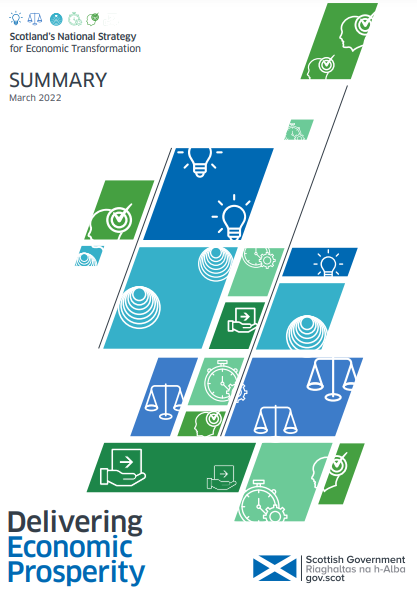 Scotland's National Strategy
for Economic Transformation
SUMMARY
March 2022
Delivering
Economic
Prosperity
Scottish Government
Riaghaltas na h-Alba
gov.scot